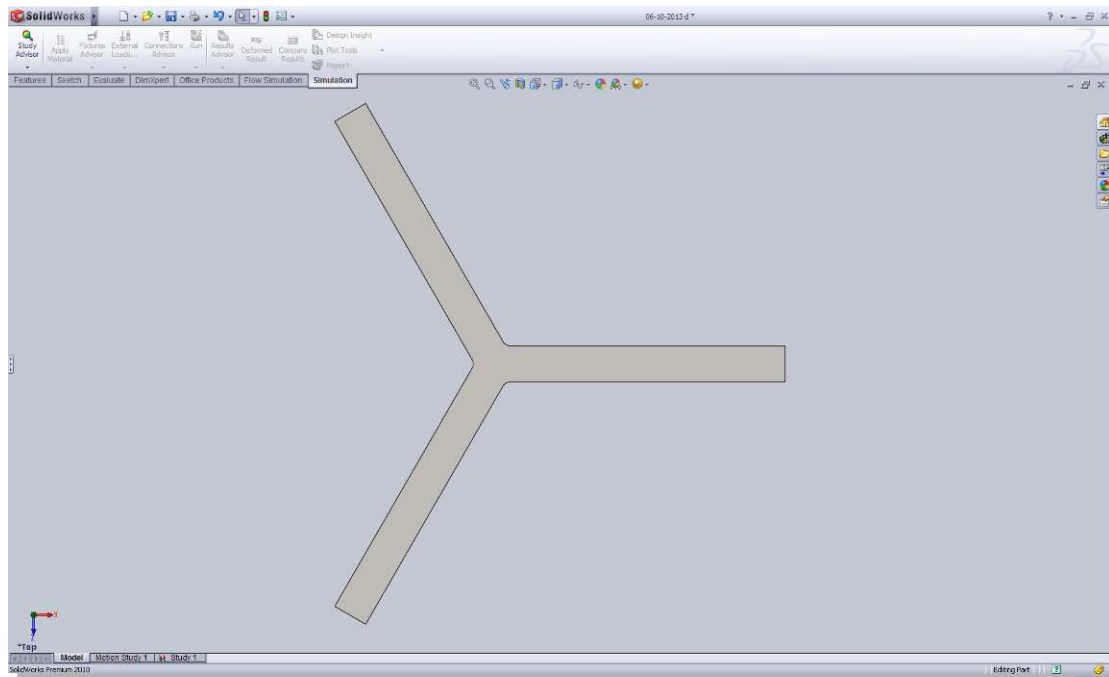 SolidWorks
06-10-2013 d *
Study Advisor
Apply Material
Fixtures Advisor
External Loads...
Connections Advisor
Run
Results Advisor
Deformed Result
Compare Results
Design Insight
Plot Tools
Report
Features Sketch Evaluate DimXpert Office Products Flow Simulation Simulation
X
*Top
Model Motion Study 1 Study 1
SolidWorks Premium 2010 Editing Part